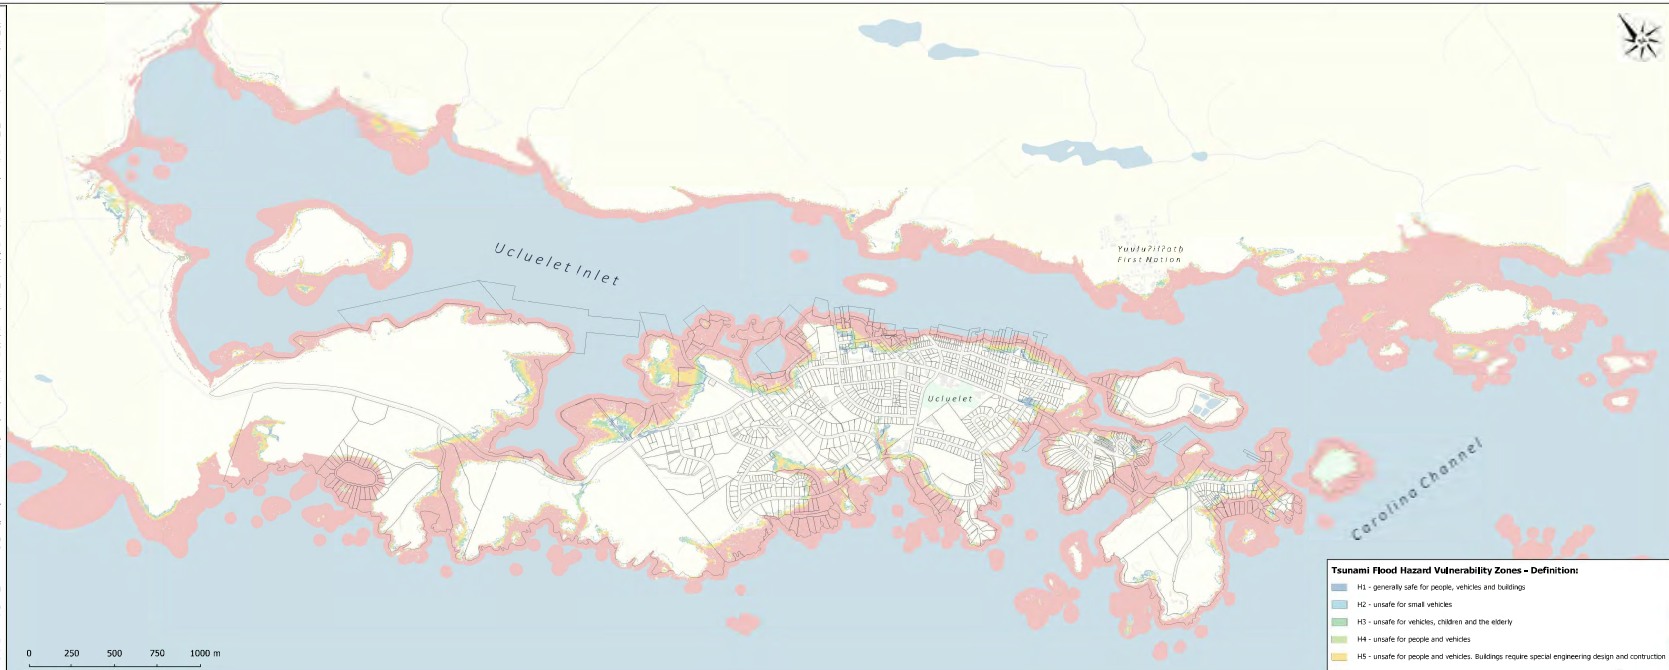 Ucluelet Inlet
Yuułuʔiłʔatḥ
First Nation
Ucluelet
Carolina Channel
Tsunami Flood Hazard Vulnerability Zones – Definition:
H1 - generally safe for people, vehicles and buildings
H2 - unsafe for small vehicles
H3 - unsafe for vehicles, children and the elderly
H4 - unsafe for people and vehicles
H5 - unsafe for people and vehicles. Buildings require special engineering design and contruction
0 250 500 750 1000 m